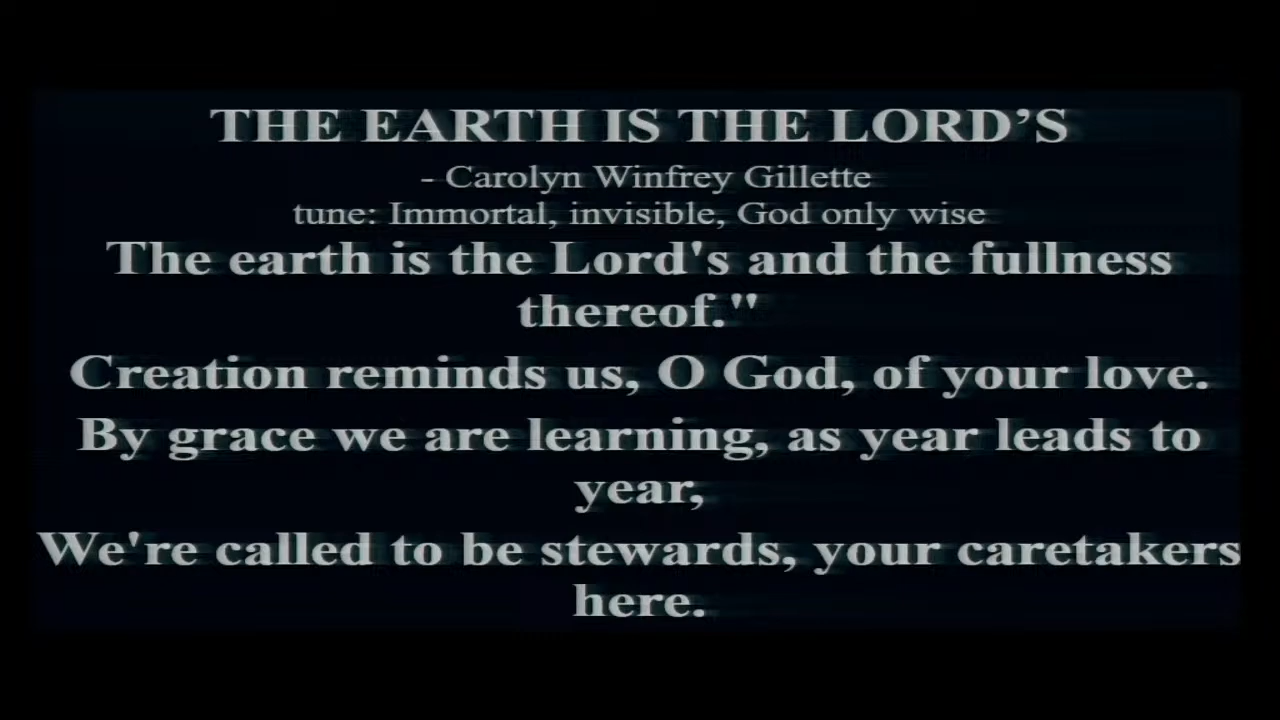 THE EARTH IS THE LORD’S
- Carolyn Winfrey Gillette
tune: Immortal, invisible, God only wise
The earth is the Lord's and the fullness
thereof."
Creation reminds us, O God, of your love.
By grace we are learning, as year leads to
year,
We're called to be stewards, your caretakers
here.